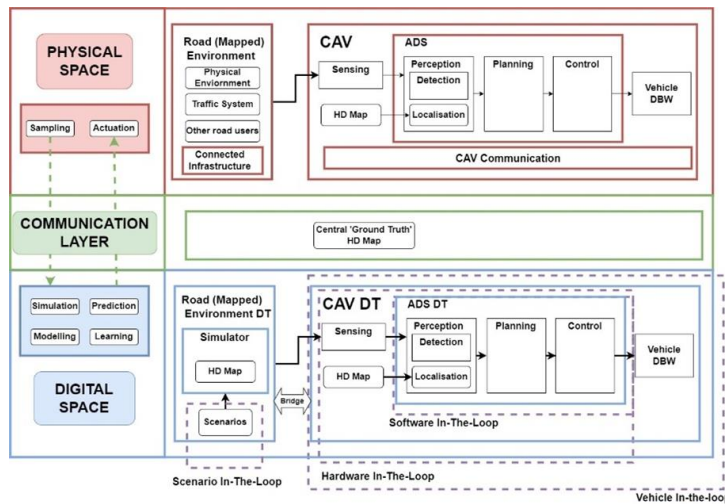 PHYSICAL
SPACE
Sampling
Actuation
Road (Mapped)
Environment
Physical
Enviornment
Traffic System
Other road users
Connected
Infrastructure
CAV
Sensing
HD Map
ADS
Perception
Detection
Localisation
Planning
Control
Vehicle
DBW
CAV Communication
COMMUNICATION
LAYER
Central 'Ground Truth'
HD Map
Simulation
Prediction
Modelling
Learning
DIGITAL
SPACE
Road (Mapped)
Environment DT
Simulator
HD Map
Scenarios
Scenario In-The-Loop
Bridge
CAV DT
Sensing
HD Map
ADS DT
Perception
Detection
Localisation
Planning
Control
Vehicle
DBW
Software In-The-Loop
Hardware In-The-Loop
Vehicle In-the-loo